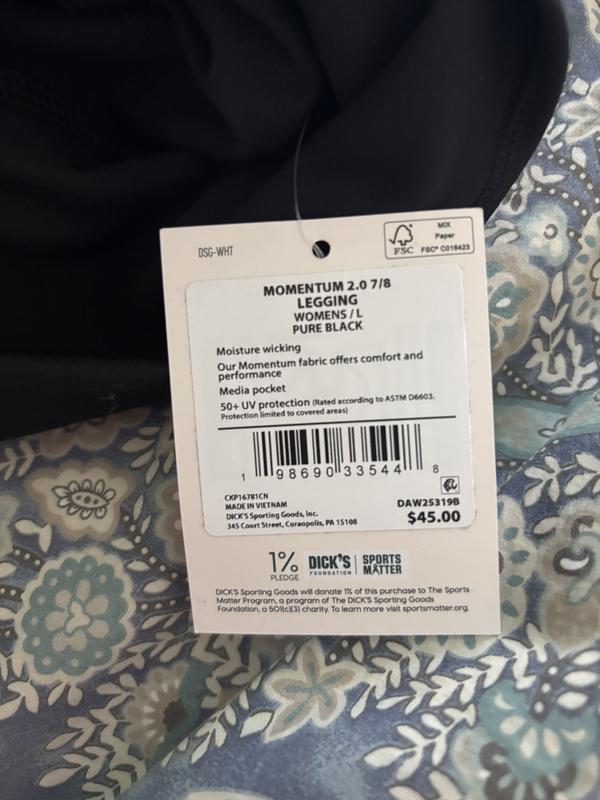 DSG-WHT
FSC
MIX
Paper
FSC® C016423
MOMENTUM 2.0 7/8
LEGGING
WOMENS / L
PURE BLACK
Moisture wicking
Our Momentum fabric offers comfort and
performance
Media pocket
50+ UV protection (Rated according to ASTM D6603.
Protection limited to covered areas)
1 98690 33544 8
CKP16781CN
MADE IN VIETNAM
DICK'S Sporting Goods, Inc.
345 Court Street, Coraopolis, PA 15108
DAW25319B
$45.00
1%
PLEDGE
DICK'S
FOUNDATION
SPORTS
MATTER
DICK'S Sporting Goods will donate 1% of this purchase to The Sports
Matter Program, a program of The DICK'S Sporting Goods
Foundation, a 501(c)(3) charity. To learn more visit sportsmatter.org.